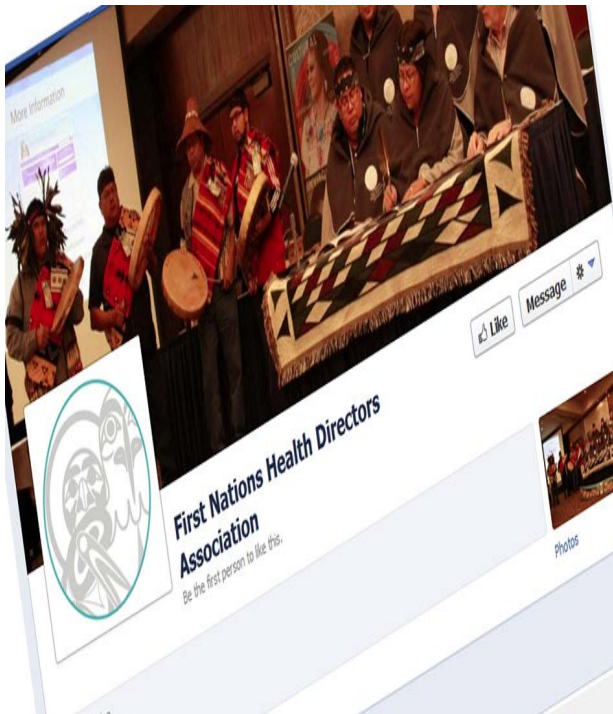 More Information
Like
Message
First Nations Health Directors
Association
Be the first person to like this.
Photos